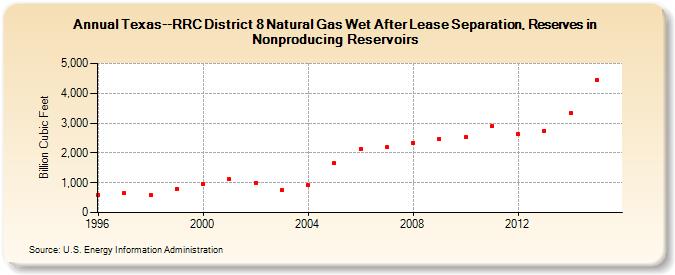 Annual Texas--RRC District 8 Natural Gas Wet After Lease Separation, Reserves in
Nonproducing Reservoirs
Billion Cubic Feet
5,000
4,000
3,000
2,000
1,000
0
1996 2000 2004 2008 2012
Source: U.S. Energy Information Administration